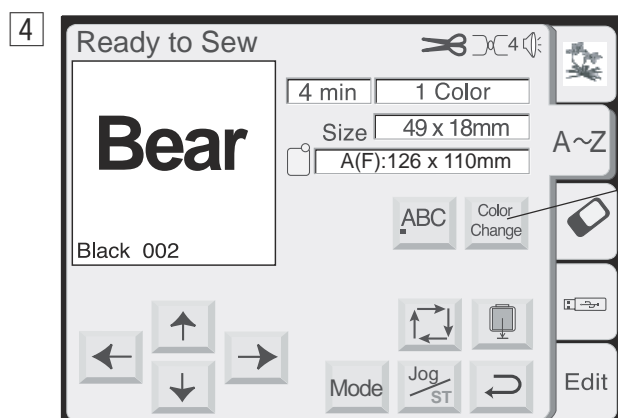 4
Ready to Sew
4
4 min
1 Color
Bear
Size
49 x 18mm
A~Z
A(F):126 x 110mm
ABC
Color
Change
Black 002
Mode
Jog
ST
Edit